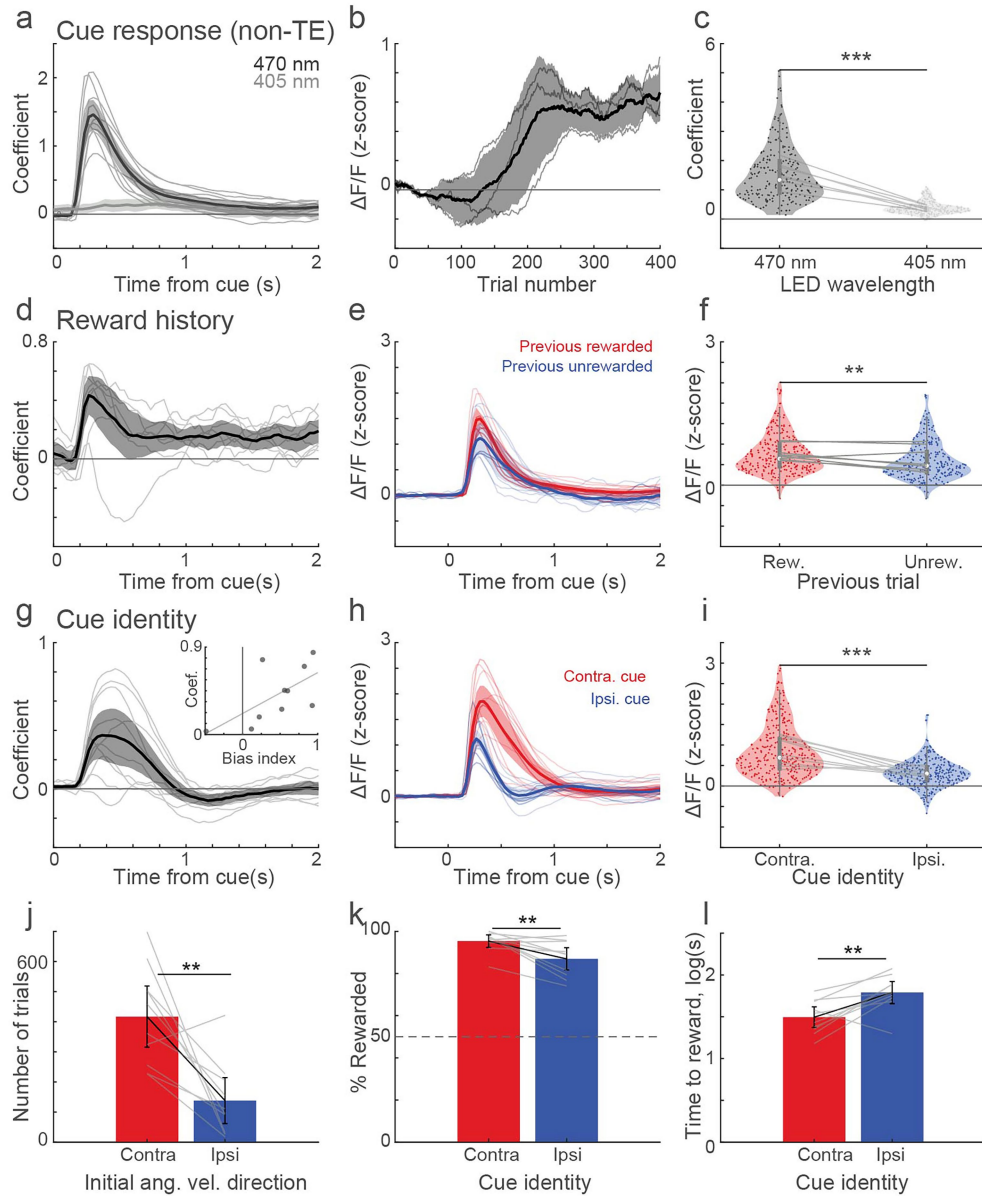 a
Cue response (non-TE)
470 nm
405 nm
2
1
0
Coefficient
0
1
2
Time from cue (s)
b
1
0
ΔF/F (z-score)
0
100
200
300
400
Trial number
c
6
0
Coefficient
***
470 nm
405 nm
LED wavelength
d
Reward history
0.8
0
Coefficient
0
1
2
Time from cue(s)
e
3
0
ΔF/F (z-score)
Previous rewarded
Previous unrewarded
0
1
2
Time from cue (s)
f
3
0
ΔF/F (z-score)
**
Rew.
Unrew.
Previous trial
g
Cue identity
1
0
Coefficient
0.9
0
Coef.
0
1
Bias index
0
1
2
Time from cue(s)
h
3
0
ΔF/F (z-score)
Contra. cue
Ipsi. cue
0
1
2
Time from cue (s)
i
3
0
ΔF/F (z-score)
***
Contra.
Ipsi.
Cue identity
j
600
0
Number of trials
**
Contra
Ipsi
Initial ang. vel. direction
k
100
50
0
% Rewarded
**
Contra
Ipsi
Cue identity
l
2
1
0
Time to reward, log(s)
**
Contra
Ipsi
Cue identity